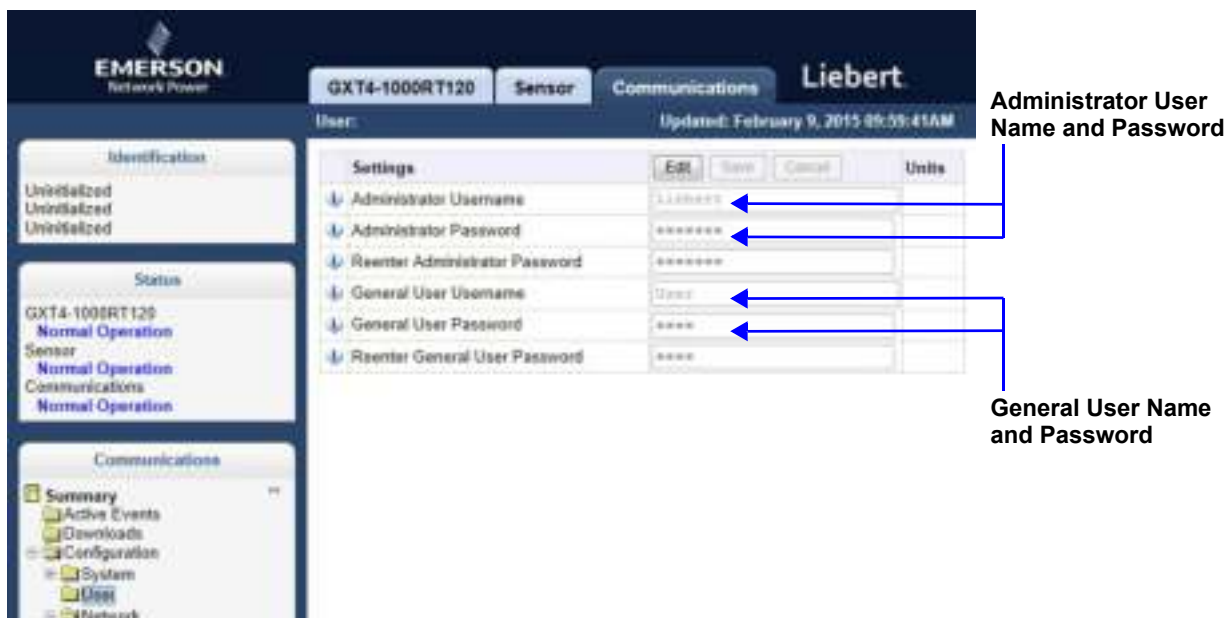 EMERSON
Network Power
GXT4-1000RT120
Sensor
Communications
Liebert
User:
Updated: February 9, 2015 09:59:41AM
Identification
Uninitialized
Uninitialized
Uninitialized
Status
GXT4-1000RT120
Normal Operation
Sensor
Normal Operation
Communications
Normal Operation
Communications
Summary
Active Events
Downloads
Configuration
System
User
Network
Settings
Edit
Save
Cancel
Units
Administrator Username
Liebert
Administrator Password
*******
Reenter Administrator Password
*******
General User Username
User
General User Password
****
Reenter General User Password
****
Administrator User
Name and Password
General User Name
and Password